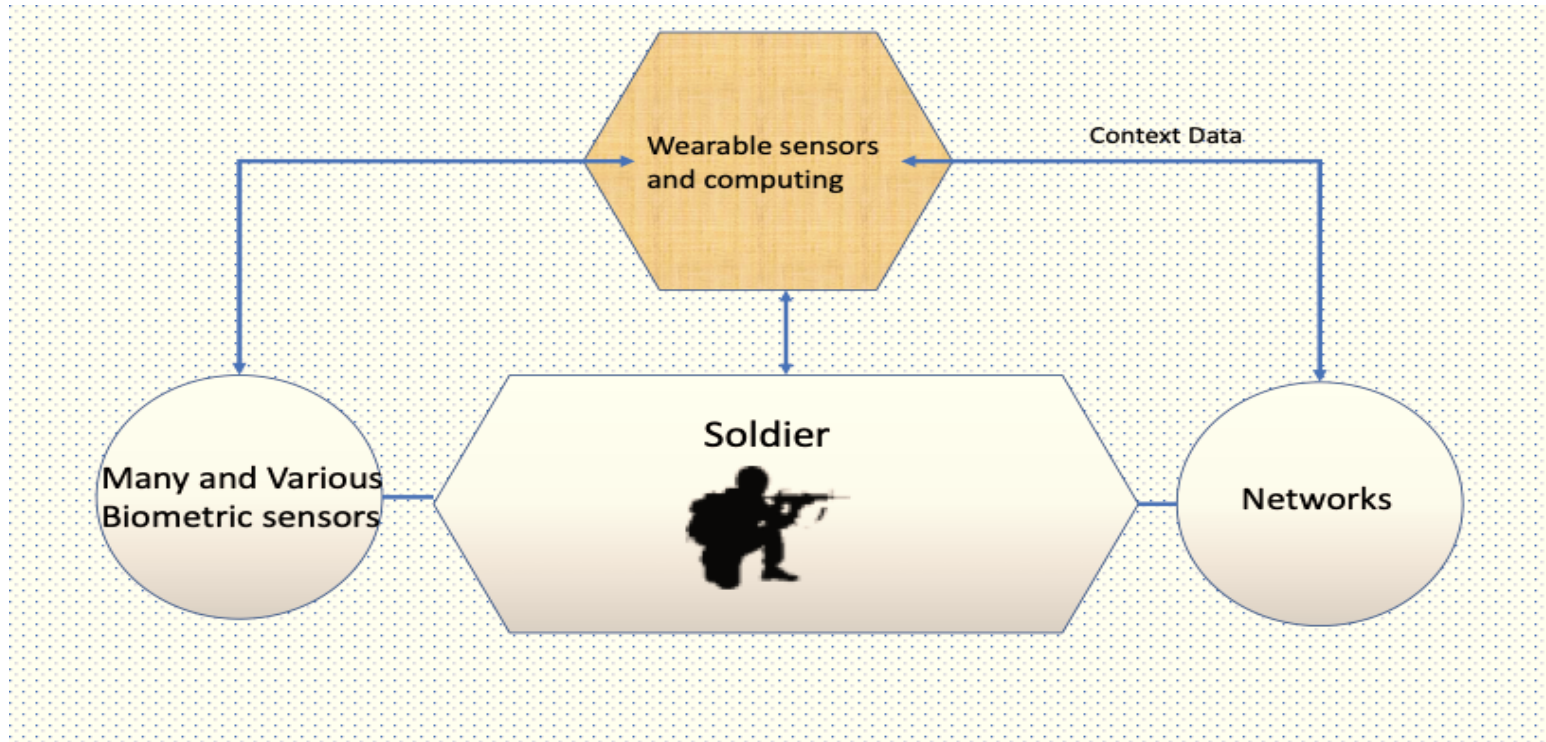 Wearable sensors
and computing
Context Data
Soldier
Many and Various
Biometric sensors
Networks